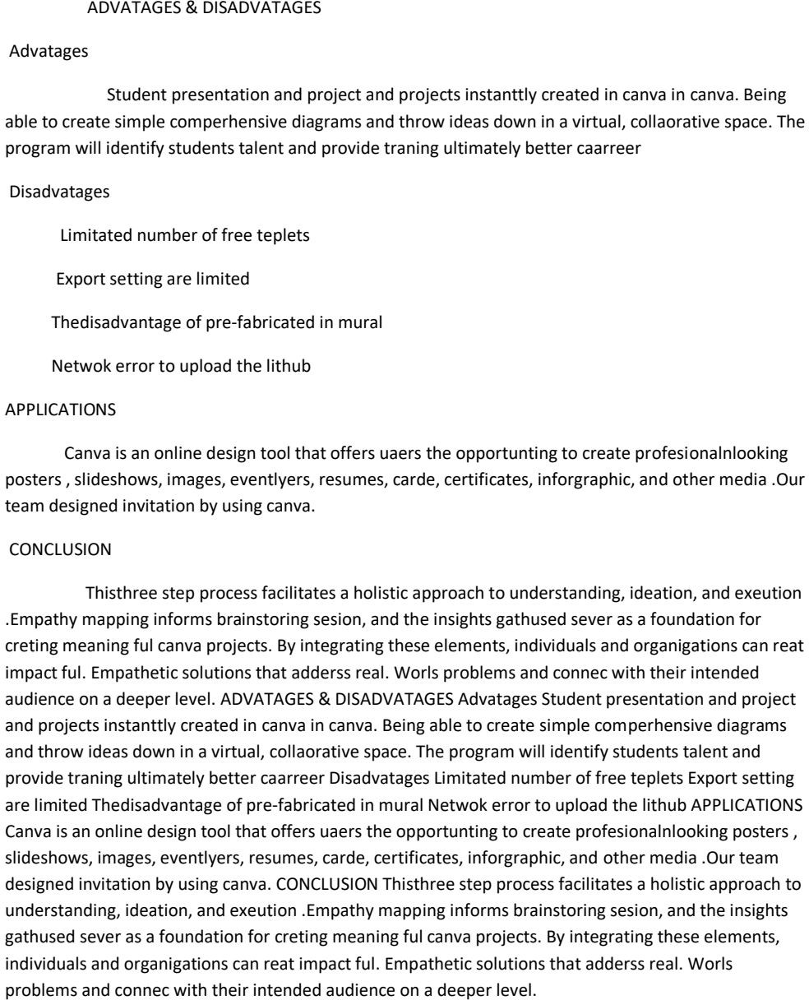 ADVATAGES & DISADVATAGES
Advatages
Student presentation and project and projects instanttly created in canva in canva. Being
able to create simple comperhensive diagrams and throw ideas down in a virtual, collaorative space. The
program will identify students talent and provide traning ultimately better caarreer
Disadvatages
Limitated number of free teplets
Export setting are limited
Thedisadvantage of pre-fabricated in mural
Netwok error to upload the lithub
APPLICATIONS
Canva is an online design tool that offers uaers the opportunting to create profesionalnlooking
posters , slideshows, images, eventlyers, resumes, carde, certificates, inforgraphic, and other media .Our
team designed invitation by using canva.
CONCLUSION
Thisthree step process facilitates a holistic approach to understanding, ideation, and exeution
.Empathy mapping informs brainstoring sesion, and the insights gathused sever as a foundation for
creting meaning ful canva projects. By integrating these elements, individuals and organigations can reat
impact ful. Empathetic solutions that adderss real. Worls problems and connec with their intended
audience on a deeper level. ADVATAGES & DISADVATAGES Advatages Student presentation and project
and projects instanttly created in canva in canva. Being able to create simple comperhensive diagrams
and throw ideas down in a virtual, collaorative space. The program will identify students talent and
provide traning ultimately better caarreer Disadvatages Limitated number of free teplets Export setting
are limited Thedisadvantage of pre-fabricated in mural Netwok error to upload the lithub APPLICATIONS
Canva is an online design tool that offers uaers the opportunting to create profesionalnlooking posters ,
slideshows, images, eventlyers, resumes, carde, certificates, inforgraphic, and other media .Our team
designed invitation by using canva. CONCLUSION Thisthree step process facilitates a holistic approach to
understanding, ideation, and exeution .Empathy mapping informs brainstoring sesion, and the insights
gathused sever as a foundation for creting meaning ful canva projects. By integrating these elements,
individuals and organigations can reat impact ful. Empathetic solutions that adderss real. Worls
problems and connec with their intended audience on a deeper level.